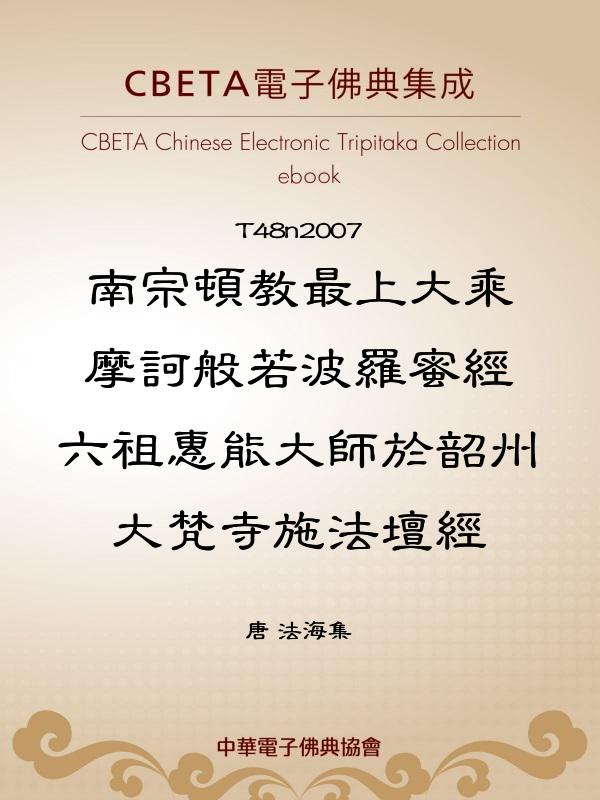 CBETA電子佛典集成
CBETA Chinese Electronic Tripitaka Collection
ebook
T48n2007
南宗頓教最上大乘
摩訶般若波羅蜜經
六祖惠能大師於韶州
大梵寺施法壇經
唐 法海集
中華電子佛典協會